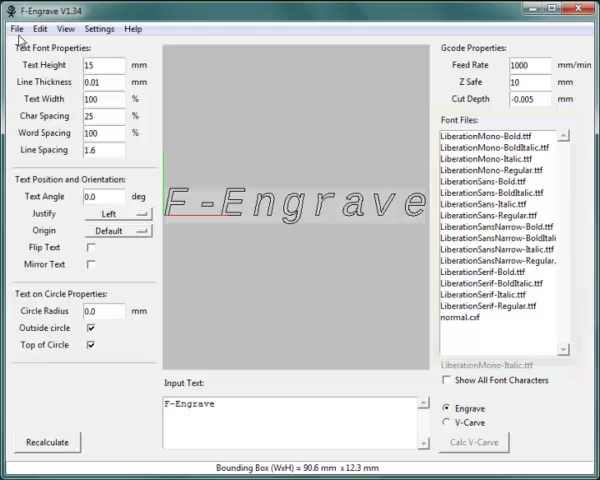 F-Engrave V1.34
File Edit View Settings Help
Text Font Properties:
Text Height 15 mm
Line Thickness 0.01 mm
Text Width 100 %
Char Spacing 25 %
Word Spacing 100 %
Line Spacing 1.6
Text Position and Orientation:
Text Angle 0.0 deg
Justify Left
Origin Default
Flip Text
Mirror Text
Text on Circle Properties:
Circle Radius 0.0 mm
Outside circle
Top of Circle
Recalculate
F-Engrave
Input Text:
F-Engrave
Gcode Properties:
Feed Rate 1000 mm/min
Z Safe 10 mm
Cut Depth -0.005 mm
Font Files:
LiberationMono-Bold.ttf
LiberationMono-BoldItalic.ttf
LiberationMono-Italic.ttf
LiberationMono-Regular.ttf
LiberationSans-Bold.ttf
LiberationSans-BoldItalic.ttf
LiberationSans-Italic.ttf
LiberationSans-Regular.ttf
LiberationSansNarrow-Bold.ttf
LiberationSansNarrow-BoldItali
LiberationSansNarrow-Italic.ttf
LiberationSansNarrow-Regular.
LiberationSerif-Bold.ttf
LiberationSerif-BoldItalic.ttf
LiberationSerif-Italic.ttf
LiberationSerif-Regular.ttf
normal.cxf
LiberationMono-Italic.ttf
Show All Font Characters
Engrave
V-Carve
Calc V-Carve
Bounding Box (WxH) = 90.6 mm x 12.3 mm